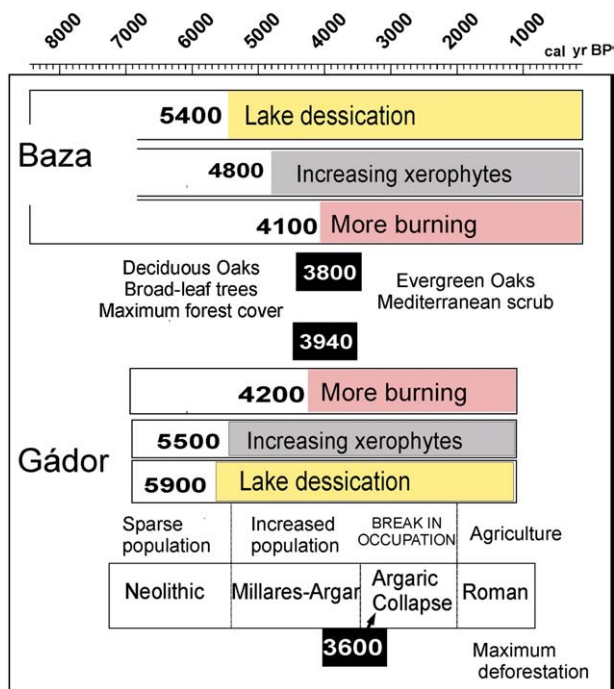 8000 7000 6000 5000 4000 3000 2000 1000
cal yr BP
Baza
5400 Lake dessication
4800 Increasing xerophytes
4100 More burning
Deciduous Oaks
Broad-leaf trees
Maximum forest cover
3800
Evergreen Oaks
Mediterranean scrub
3940
Gádor
4200 More burning
5500 Increasing xerophytes
5900 Lake dessication
Sparse
population
Increased
population
BREAK IN
OCCUPATION
Agriculture
Neolithic
Millares-Argar
Argaric
Collapse
Roman
3600
Maximum
deforestation